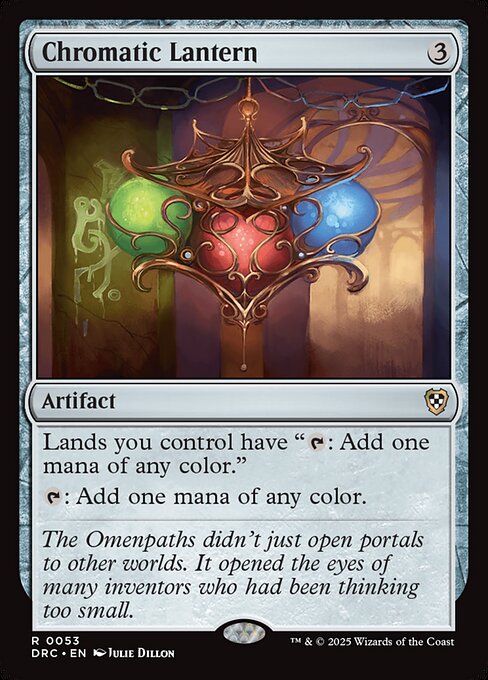 Chromatic Lantern 3
Artifact
Lands you control have “T: Add one
mana of any color.”
T: Add one mana of any color.
The Omenpaths didn’t just open portals
to other worlds. It opened the eyes of
many inventors who had been thinking
too small.
R 0053
DRC • EN Julie Dillon
™ & © 2025 Wizards of the Coast